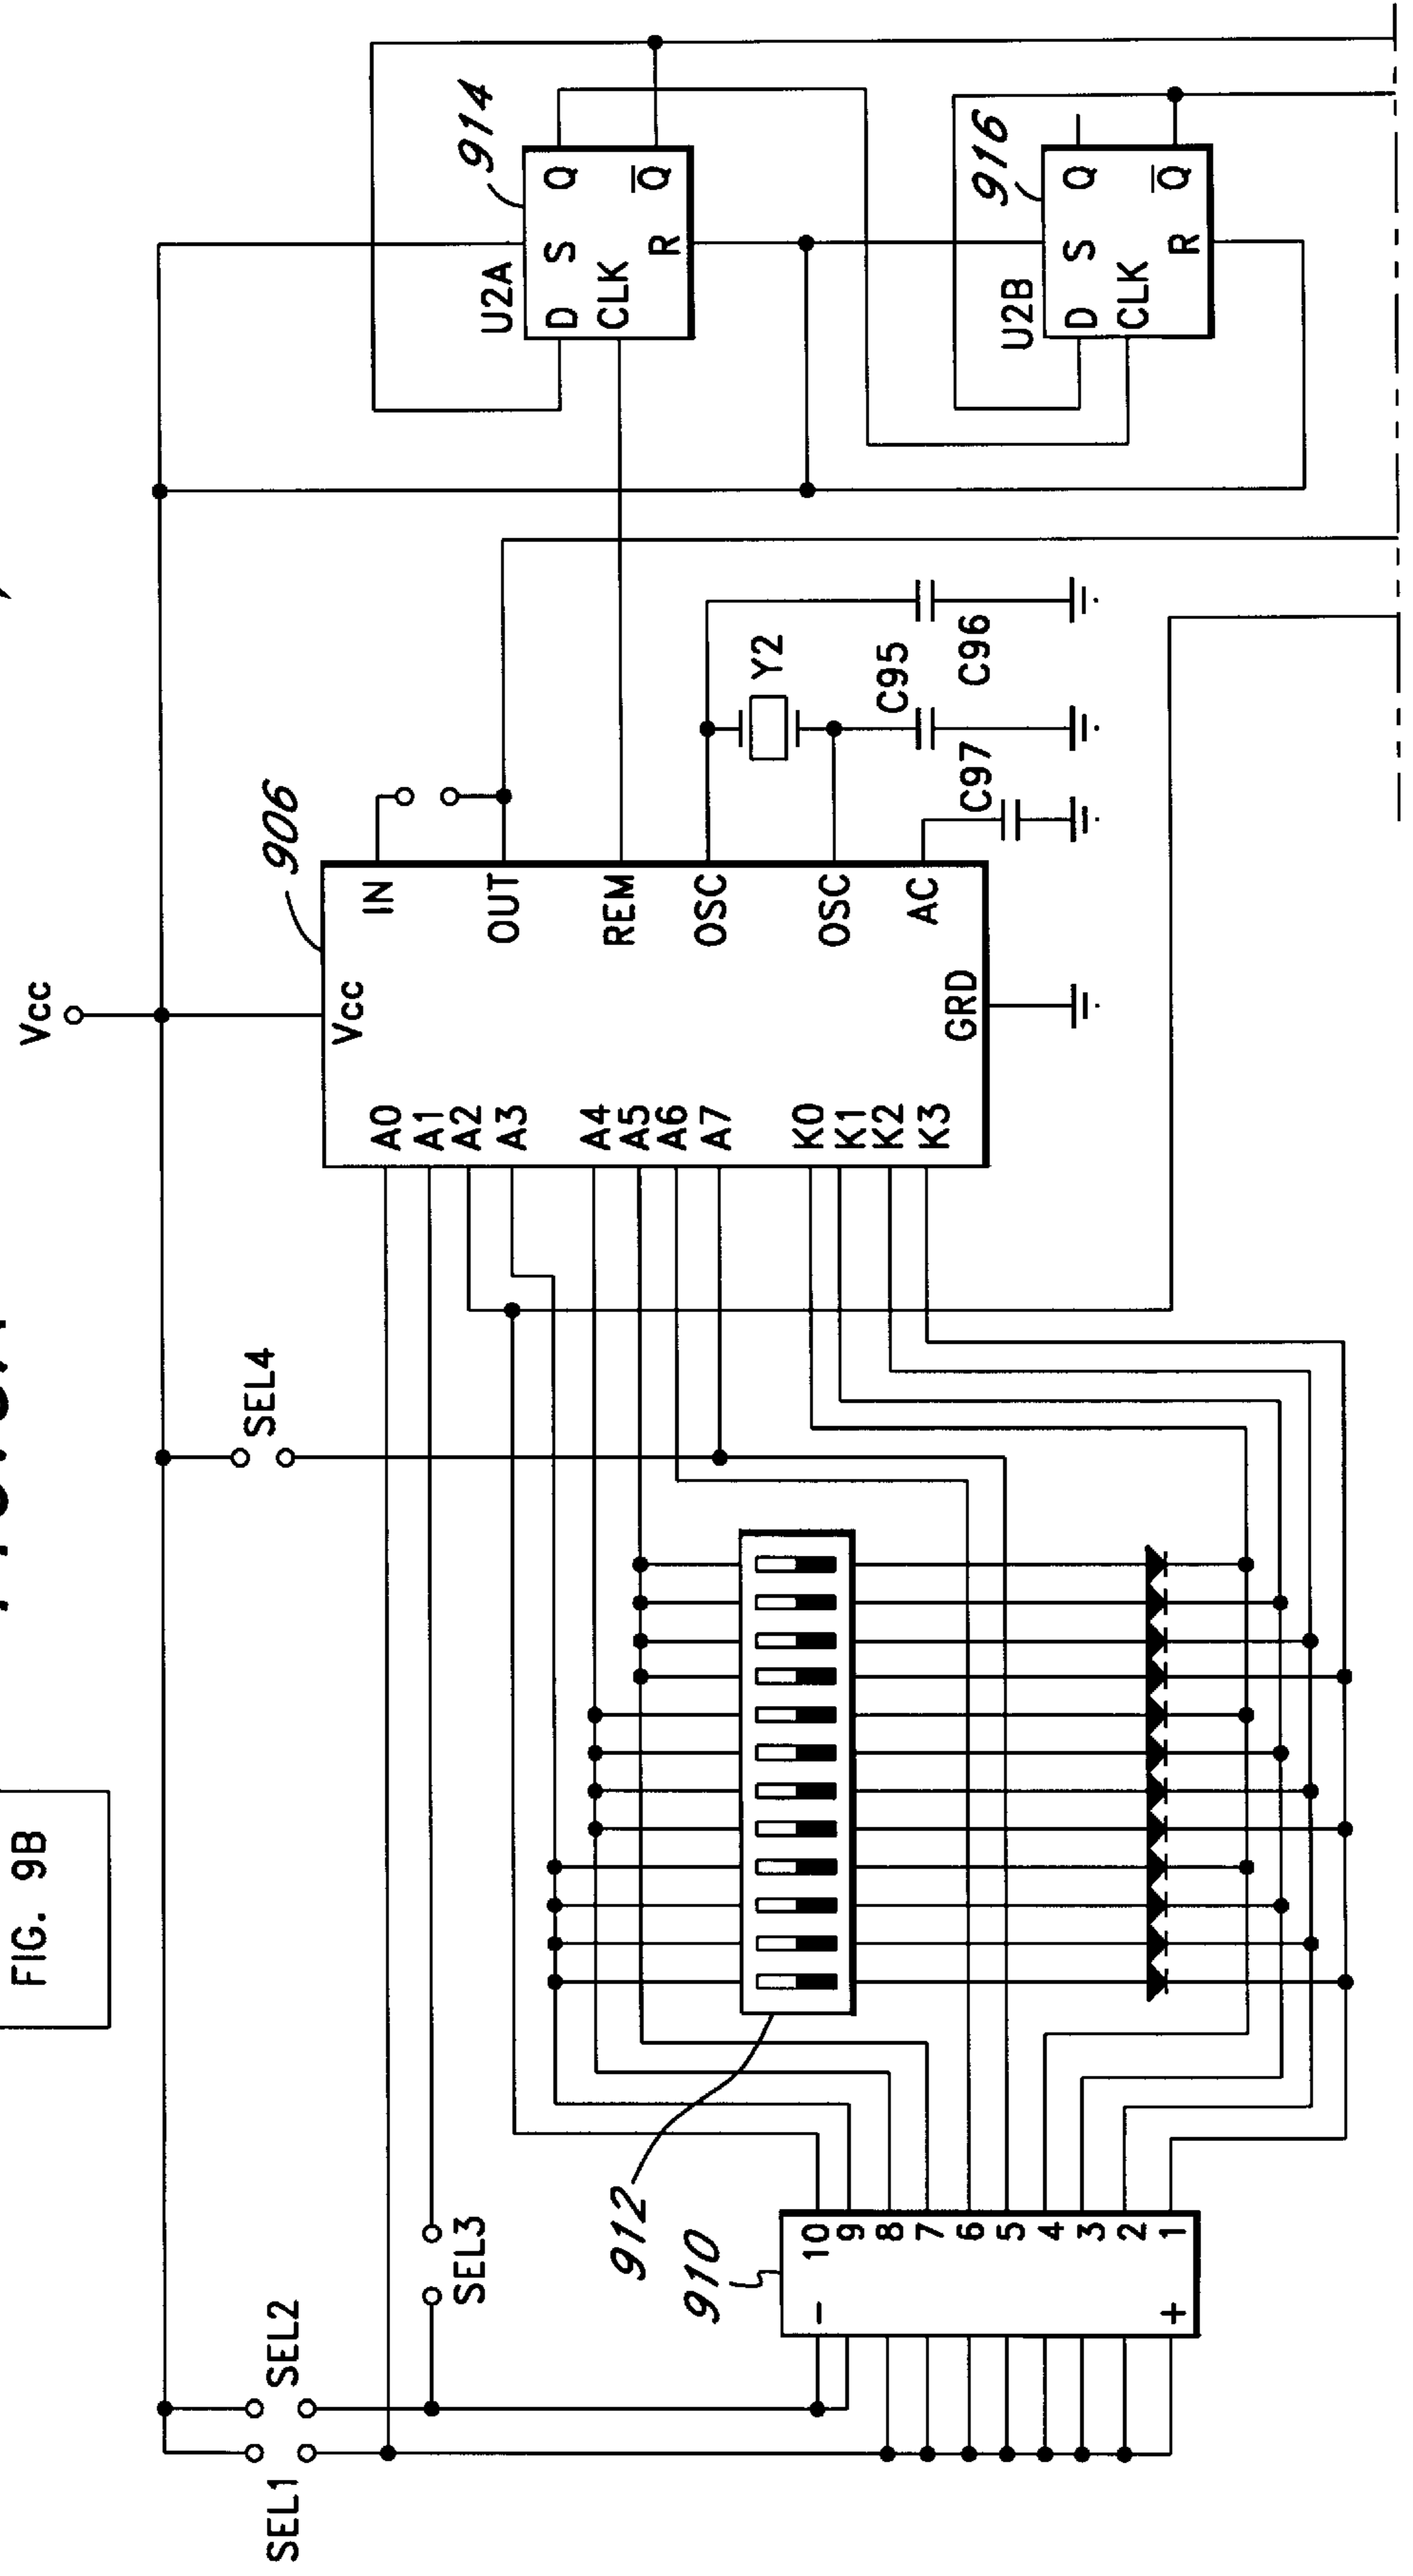 FIG. 9B
Vcc
SEL1
SEL2
SEL3
SEL4
906
Vcc
A0
A1
A2
A3
A4
A5
A6
A7
K0
K1
K2
K3
IN
OUT
REM
OSC
OSC
AC
GRD
Y2
C95
C96
C97
914
U2A
D S Q
CLK Q
R
916
U2B
D S Q
CLK Q
R
912
910
- 10
9
8
7
6
5
4
3
2
+ 1